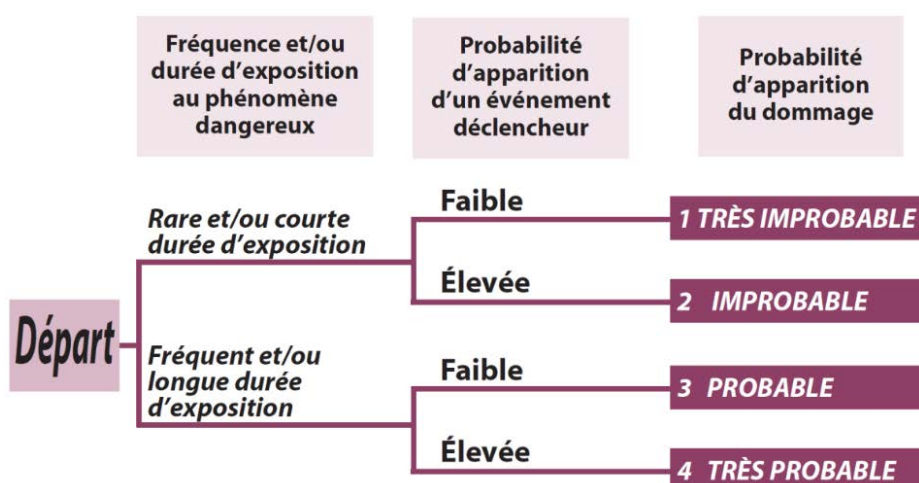 Fréquence et/ou
durée d'exposition
au phénomène
dangereux
Probabilité
d'apparition
d'un événement
déclencheur
Probabilité
d'apparition
du dommage
Départ
Rare et/ou courte
durée d'exposition
Faible
1 TRÈS IMPROBABLE
Élevée
2 IMPROBABLE
Fréquent et/ou
longue durée
d'exposition
Faible
3 PROBABLE
Élevée
4 TRÈS PROBABLE